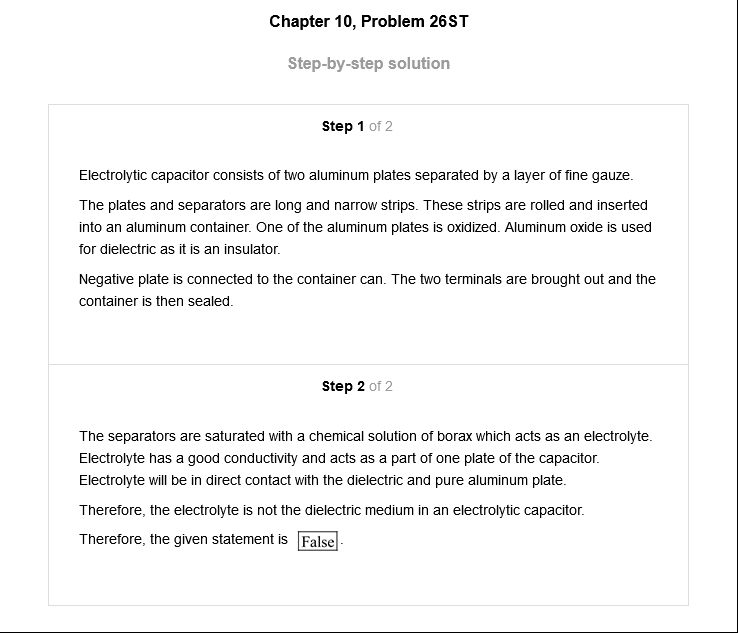 Chapter 10, Problem 26ST
Step-by-step solution
Step 1 of 2
Electrolytic capacitor consists of two aluminum plates separated by a layer of fine gauze.
The plates and separators are long and narrow strips. These strips are rolled and inserted
into an aluminum container. One of the aluminum plates is oxidized. Aluminum oxide is used
for dielectric as it is an insulator.
Negative plate is connected to the container can. The two terminals are brought out and the
container is then sealed.
Step 2 of 2
The separators are saturated with a chemical solution of borax which acts as an electrolyte.
Electrolyte has a good conductivity and acts as a part of one plate of the capacitor.
Electrolyte will be in direct contact with the dielectric and pure aluminum plate.
Therefore, the electrolyte is not the dielectric medium in an electrolytic capacitor.
Therefore, the given statement is False.